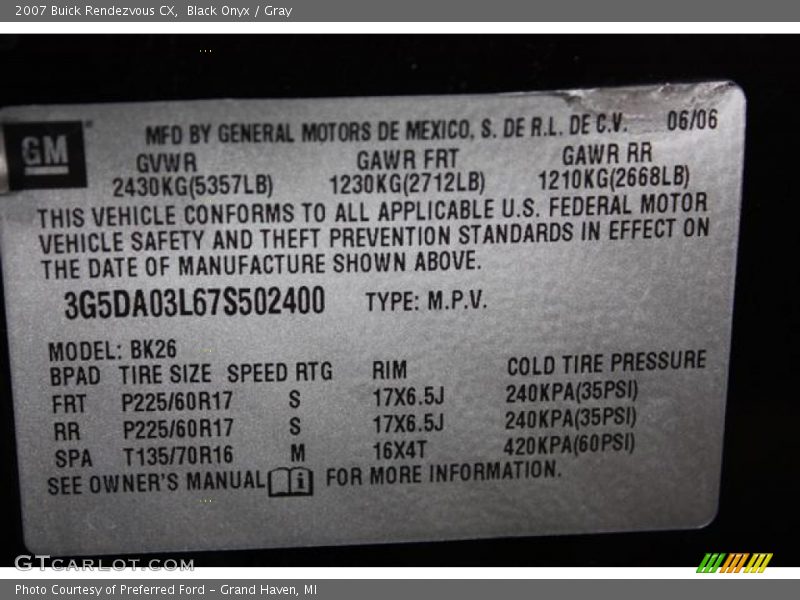 2007 Buick Rendezvous CX, Black Onyx / Gray
GM
MFD BY GENERAL MOTORS DE MEXICO, S. DE R.L. DE C.V. 06/06
GVWR GAWR FRT GAWR RR
2430KG(5357LB) 1230KG(2712LB) 1210KG(2668LB)
THIS VEHICLE CONFORMS TO ALL APPLICABLE U.S. FEDERAL MOTOR
VEHICLE SAFETY AND THEFT PREVENTION STANDARDS IN EFFECT ON
THE DATE OF MANUFACTURE SHOWN ABOVE.
3G5DA03L67S502400 TYPE: M.P.V.
MODEL: BK26
BPAD TIRE SIZE SPEED RTG RIM COLD TIRE PRESSURE
FRT P225/60R17 S 17X6.5J 240KPA(35PSI)
RR P225/60R17 S 17X6.5J 240KPA(35PSI)
SPA T135/70R16 M 16X4T 420KPA(60PSI)
SEE OWNER'S MANUAL i FOR MORE INFORMATION.
GTCARLOT.COM
Photo Courtesy of Preferred Ford – Grand Haven, MI